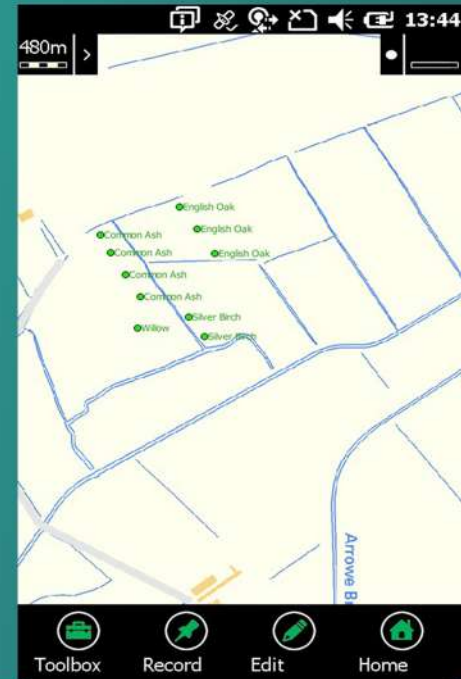 13:44
480m
English Oak
English Oak
Common Ash
Common Ash
English Oak
Common Ash
Common Ash
Silver Birch
Willow
Silver Birch
Arrowe
Toolbox
Record
Edit
Home